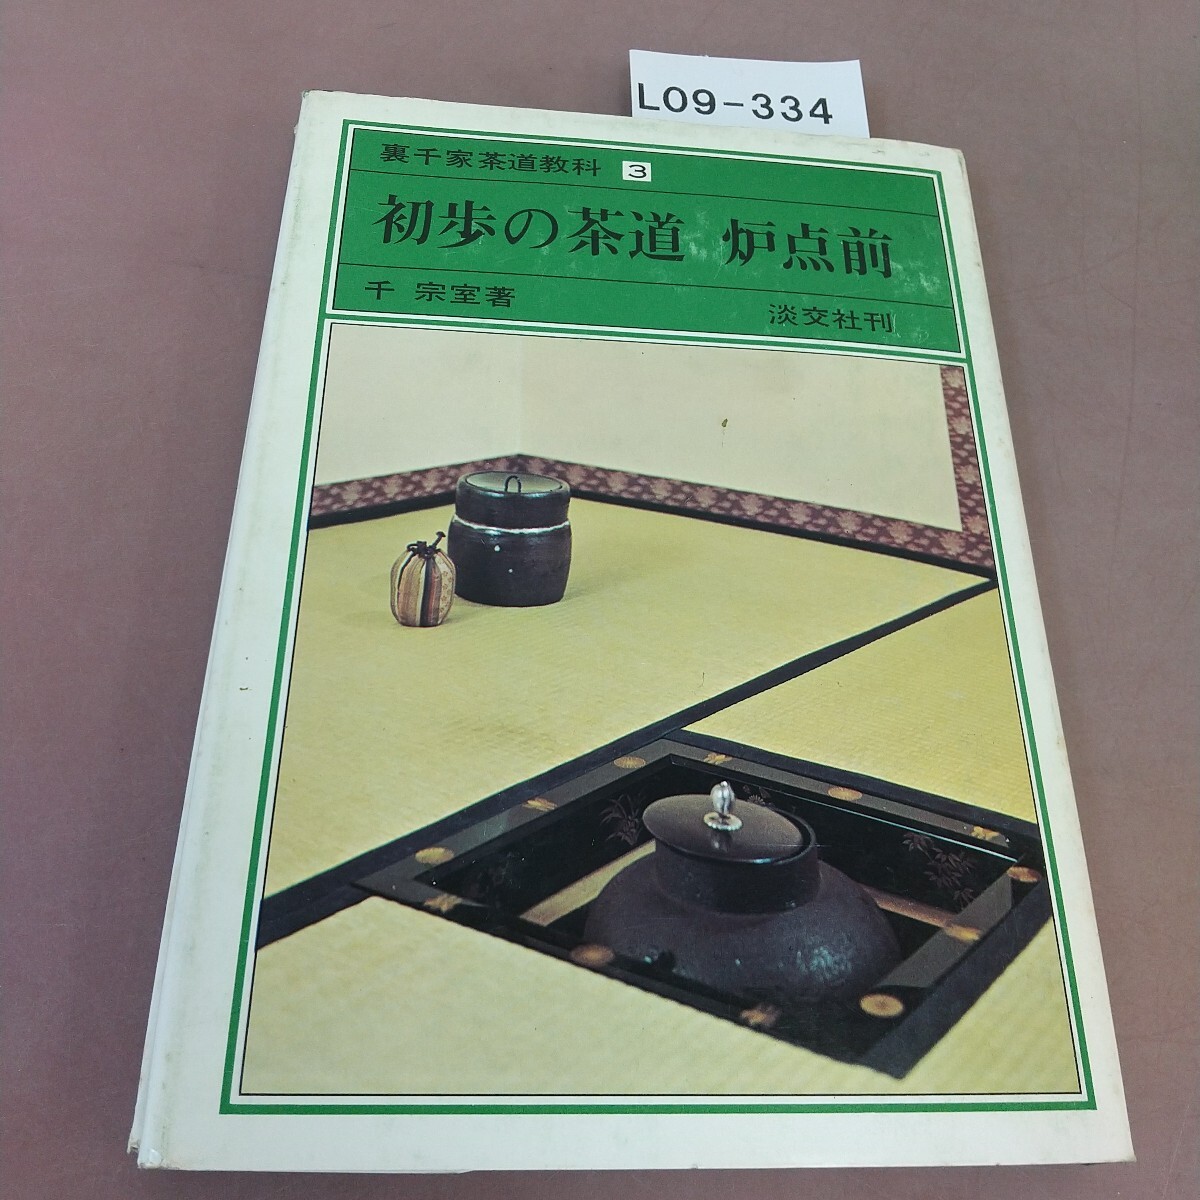 L09-334
裏千家茶道教科 3
初歩の茶道 炉点前
千 宗室著 淡交社刊